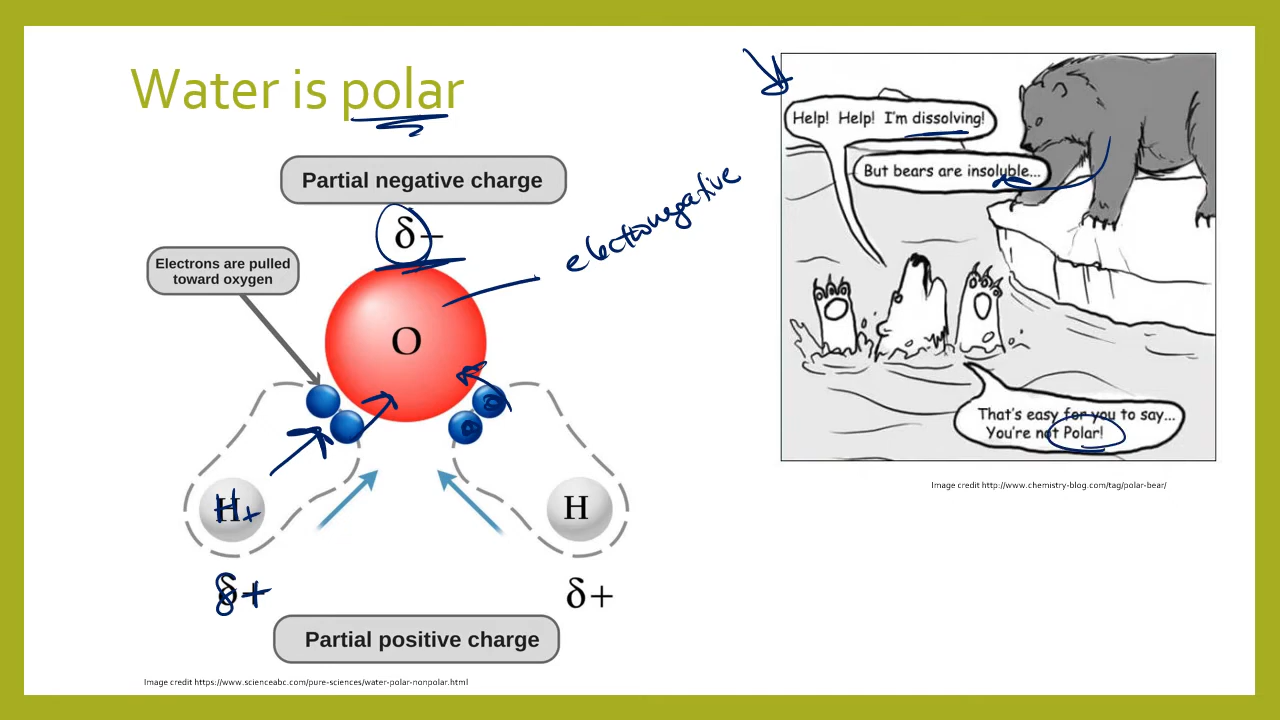 Water is polar
Partial negative charge
δ−
Electrons are pulled
toward oxygen
electronegative
O
H+
H
δ+
δ+
Partial positive charge
Image credit https://www.scienceabc.com/pure-sciences/water-polar-nonpolar.html
Help! Help! I'm dissolving!
But bears are insoluble...
That's easy for you to say...
You're not Polar!
Image credit http://www.chemistry-blog.com/tag/polar-bear/